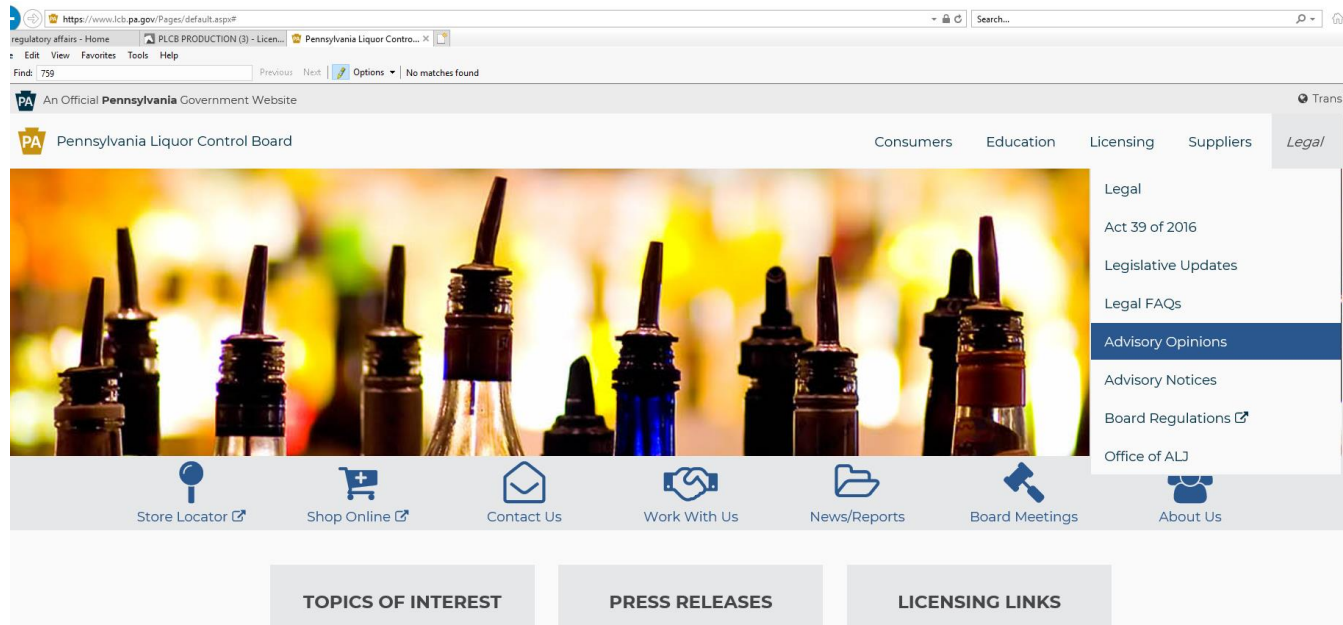 https://www.lcb.pa.gov/Pages/default.aspx#
Search...
regulatory affairs - Home
PLCB PRODUCTION (3) - Licen...
Pennsylvania Liquor Contro...
Edit View Favorites Tools Help
Find: 759 Previous Next Options No matches found
PA An Official Pennsylvania Government Website
Trans
PA Pennsylvania Liquor Control Board
Consumers Education Licensing Suppliers Legal
Legal
Act 39 of 2016
Legislative Updates
Legal FAQs
Advisory Opinions
Advisory Notices
Board Regulations
Office of ALJ
Store Locator Shop Online Contact Us Work With Us News/Reports Board Meetings About Us
TOPICS OF INTEREST PRESS RELEASES LICENSING LINKS